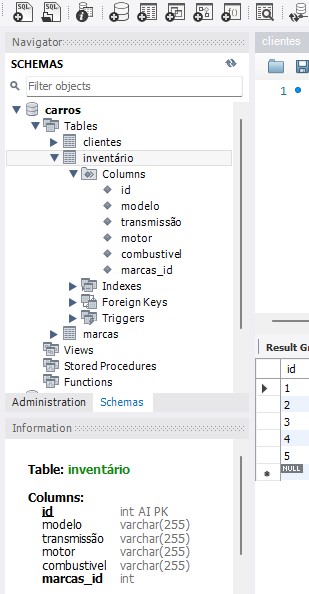 Navigator
SCHEMAS
Filter objects
carros
Tables
clientes
inventário
Columns
id
modelo
transmissão
motor
combustivel
marcas_id
Indexes
Foreign Keys
Triggers
marcas
Views
Stored Procedures
Functions
Administration Schemas
Information
Table: inventário
Columns:
id int AI PK
modelo varchar(255)
transmissão varchar(255)
motor varchar(255)
combustivel varchar(255)
marcas_id int
clientes
1
Result Gr
id
1
2
3
4
5
NULL